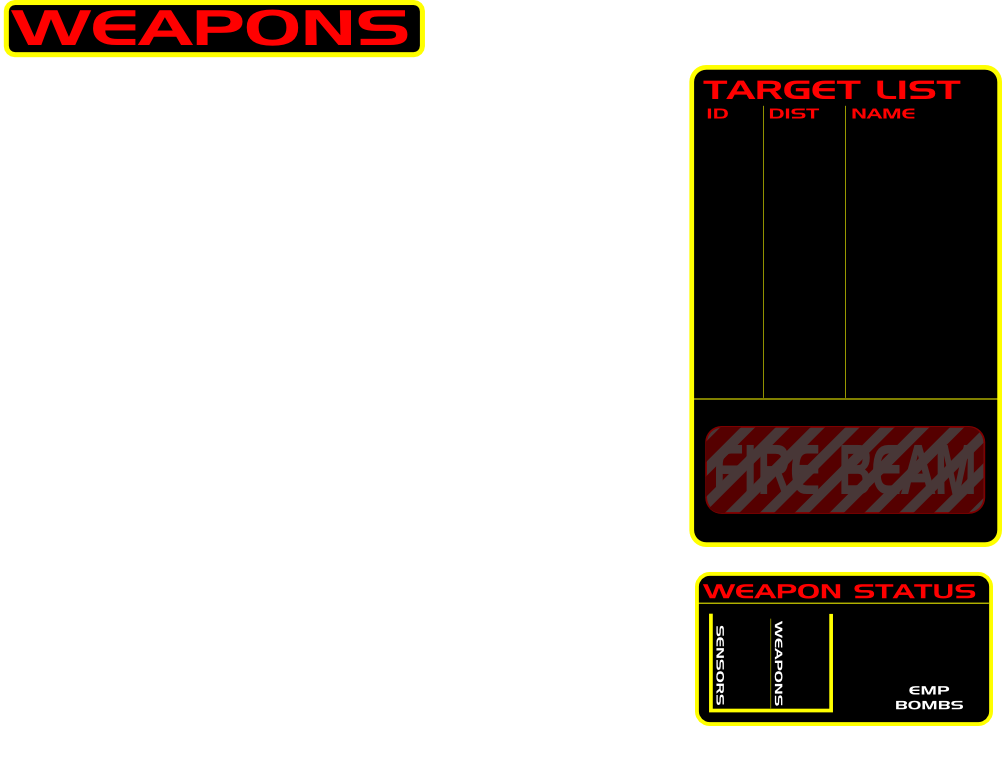 WEAPONS
TARGET LIST
ID DIST NAME
FIRE BEAM
WEAPON STATUS
SENSORS
WEAPONS
EMP
BOMBS